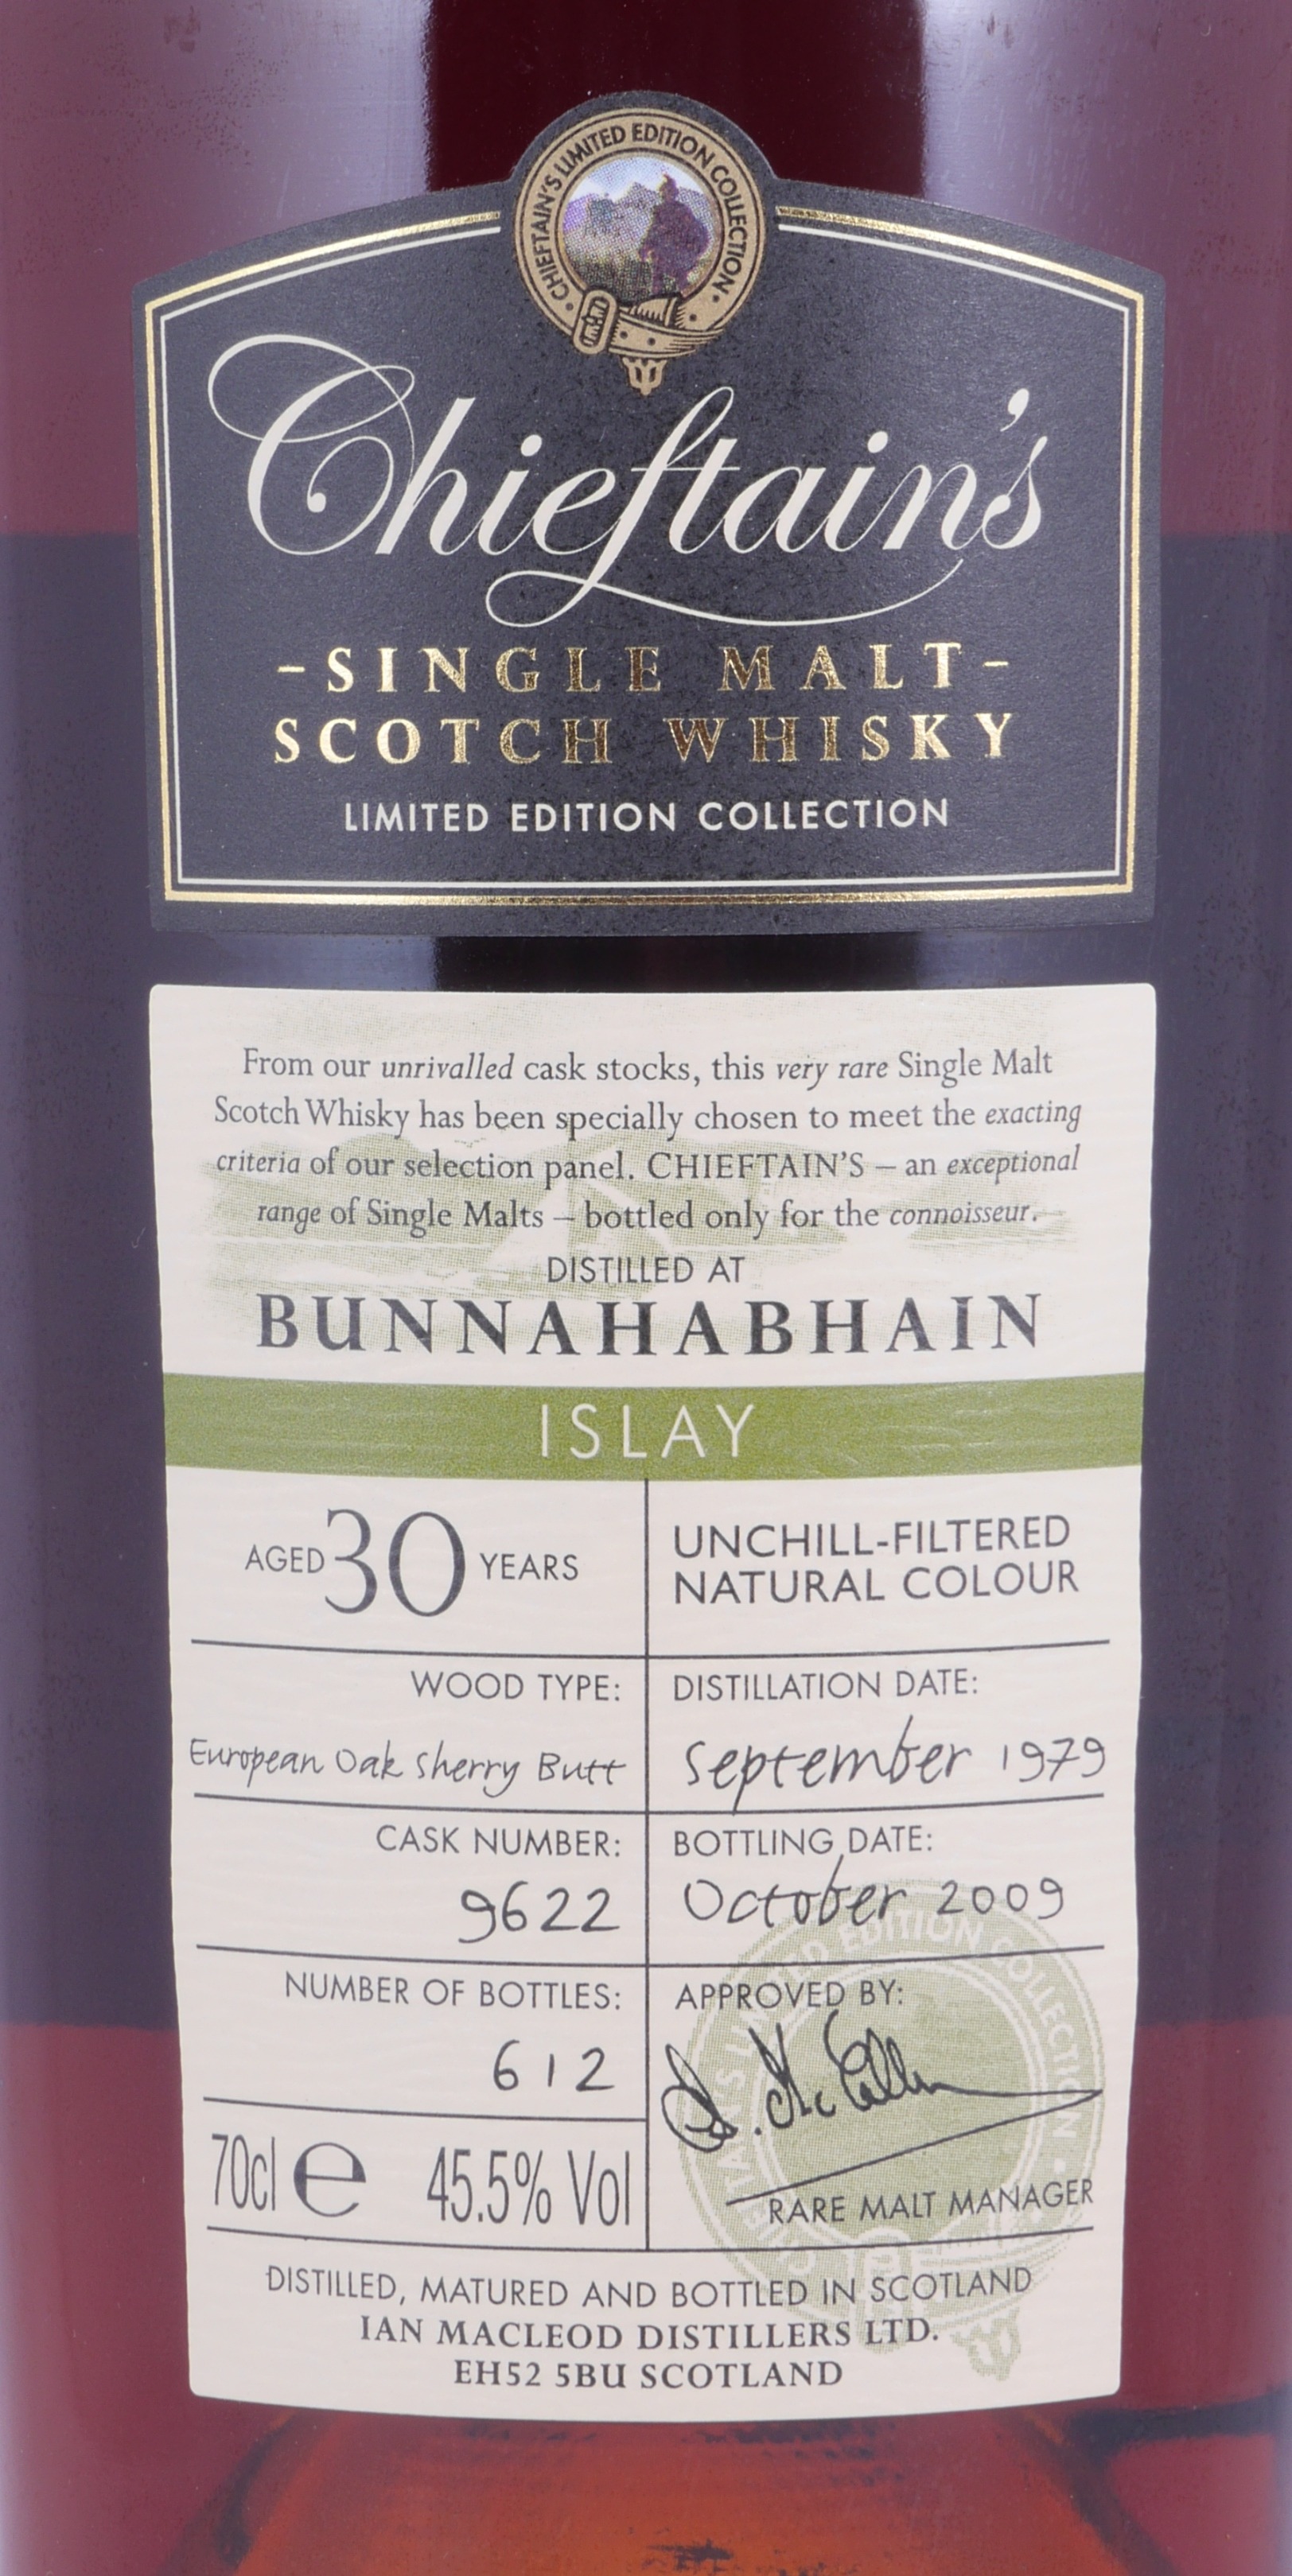 CHIEFTAIN'S LIMITED EDITION COLLECTION
Chieftain's
-SINGLE MALT-
SCOTCH WHISKY
LIMITED EDITION COLLECTION
From our unrivalled cask stocks, this very rare Single Malt
Scotch Whisky has been specially chosen to meet the exacting
criteria of our selection panel. CHIEFTAIN'S – an exceptional
range of Single Malts – bottled only for the connoisseur.
DISTILLED AT
BUNNAHABHAIN
ISLAY
AGED 30 YEARS
UNCHILL-FILTERED
NATURAL COLOUR
WOOD TYPE:
European Oak Sherry Butt
DISTILLATION DATE:
September 1979
CASK NUMBER:
9622
BOTTLING DATE:
October 2009
NUMBER OF BOTTLES:
612
70cl e 45.5% Vol
APPROVED BY:
RARE MALT MANAGER
DISTILLED, MATURED AND BOTTLED IN SCOTLAND
IAN MACLEOD DISTILLERS LTD.
EH52 5BU SCOTLAND